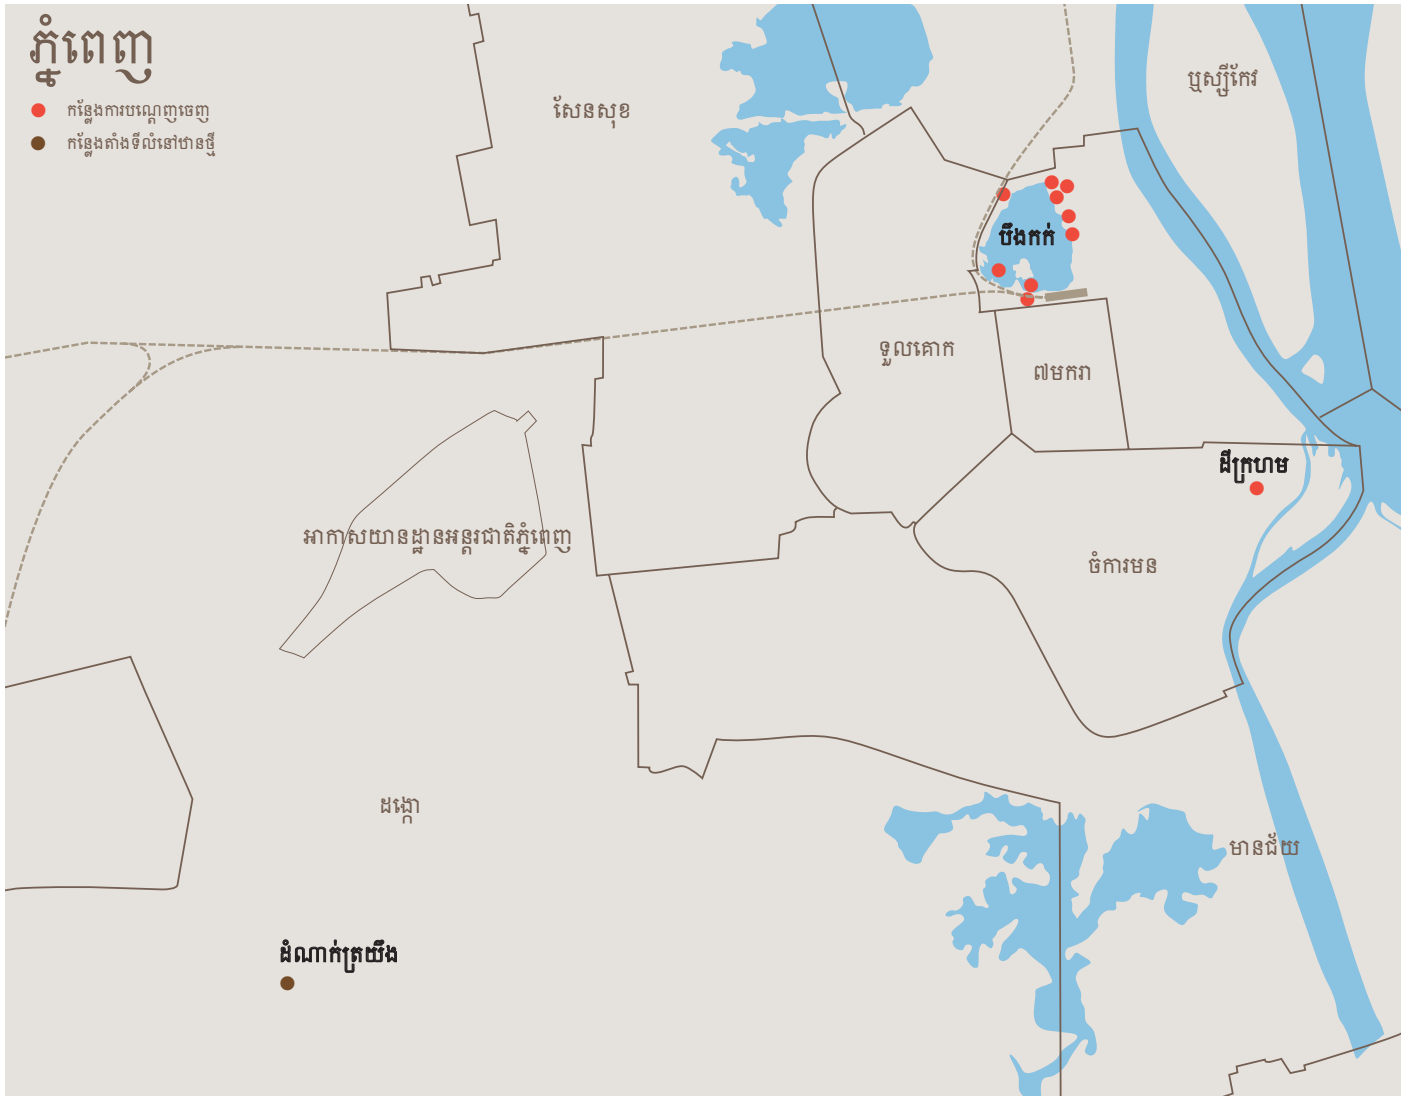 ភ្នំពេញ
កន្លែងការបណ្តេញចេញ
កន្លែងតាំងទីលំនៅឋានថ្មី
សែនសុខ
ឬស្សីកែវ
បឹងកក់
ទួលគោក
៧មករា
ដីក្រហម
អាកាសយានដ្ឋានអន្តរជាតិភ្នំពេញ
ចំការមន
ដង្កោ
មានជ័យ
ដំណាក់ត្រយឹង